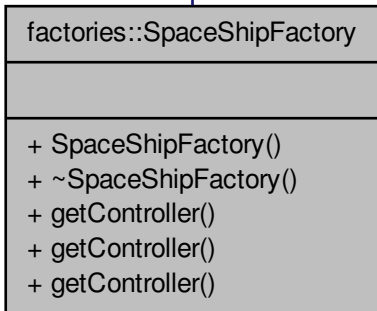 factories::SpaceShipFactory
+ SpaceShipFactory()
+ ~SpaceShipFactory()
+ getController()
+ getController()
+ getController()